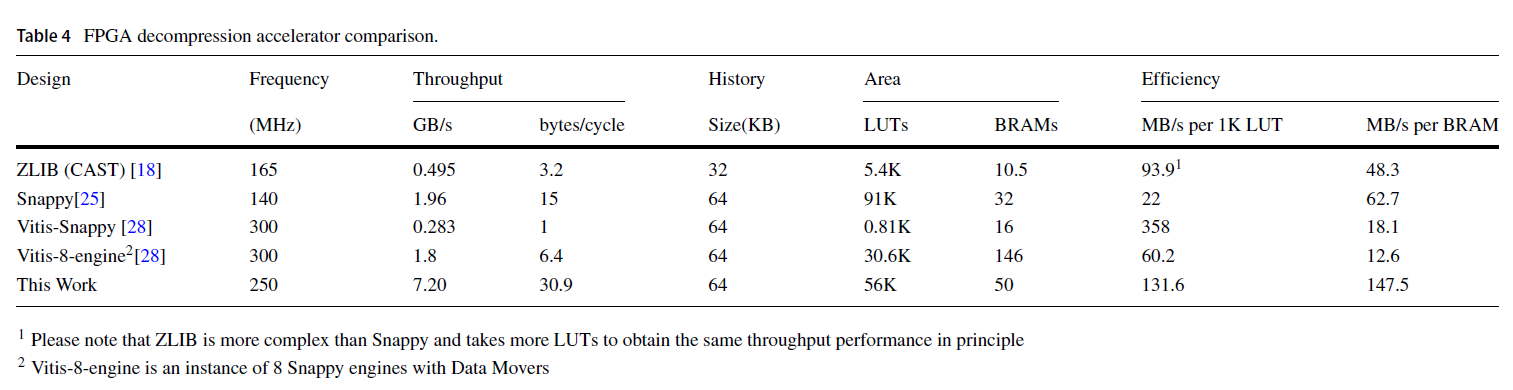 Table 4 FPGA decompression accelerator comparison.
Design Frequency Throughput History Area Efficiency
(MHz) GB/s bytes/cycle Size(KB) LUTs BRAMs MB/s per 1K LUT MB/s per BRAM
ZLIB (CAST) [18] 165 0.495 3.2 32 5.4K 10.5 93.9¹ 48.3
Snappy[25] 140 1.96 15 64 91K 32 22 62.7
Vitis-Snappy [28] 300 0.283 1 64 0.81K 16 358 18.1
Vitis-8-engine²[28] 300 1.8 6.4 64 30.6K 146 60.2 12.6
This Work 250 7.20 30.9 64 56K 50 131.6 147.5
¹ Please note that ZLIB is more complex than Snappy and takes more LUTs to obtain the same throughput performance in principle
² Vitis-8-engine is an instance of 8 Snappy engines with Data Movers